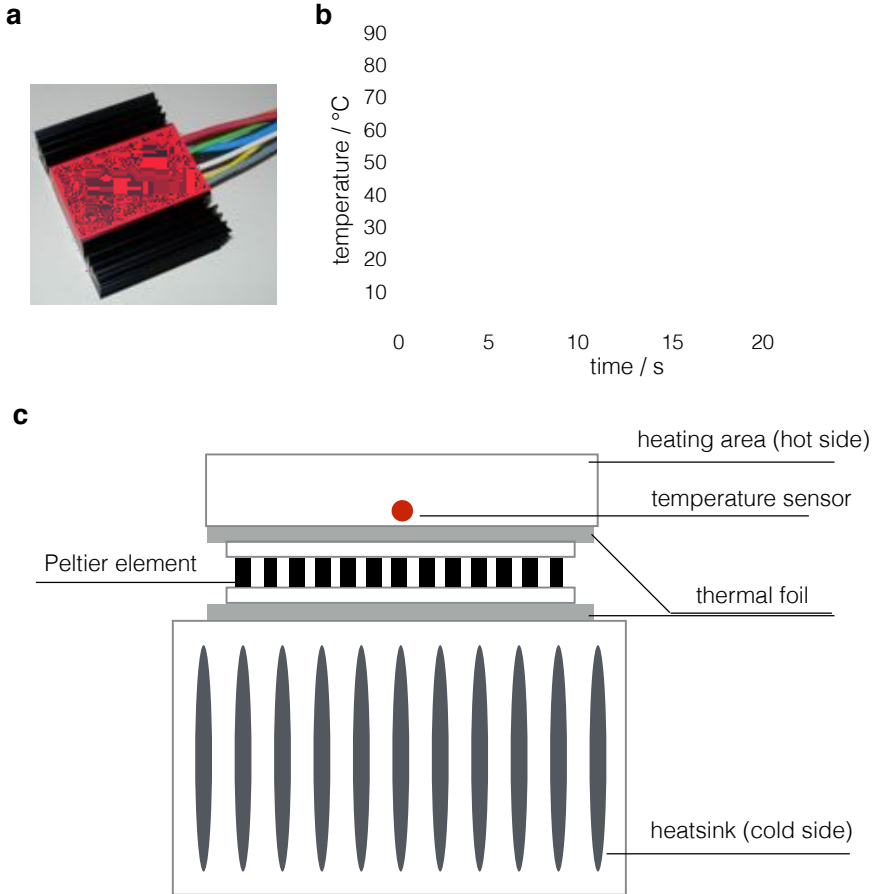 a
b
90
80
70
60
50
40
30
20
10
temperature / °C
0 5 10 15 20
time / s
c
heating area (hot side)
temperature sensor
Peltier element
thermal foil
heatsink (cold side)